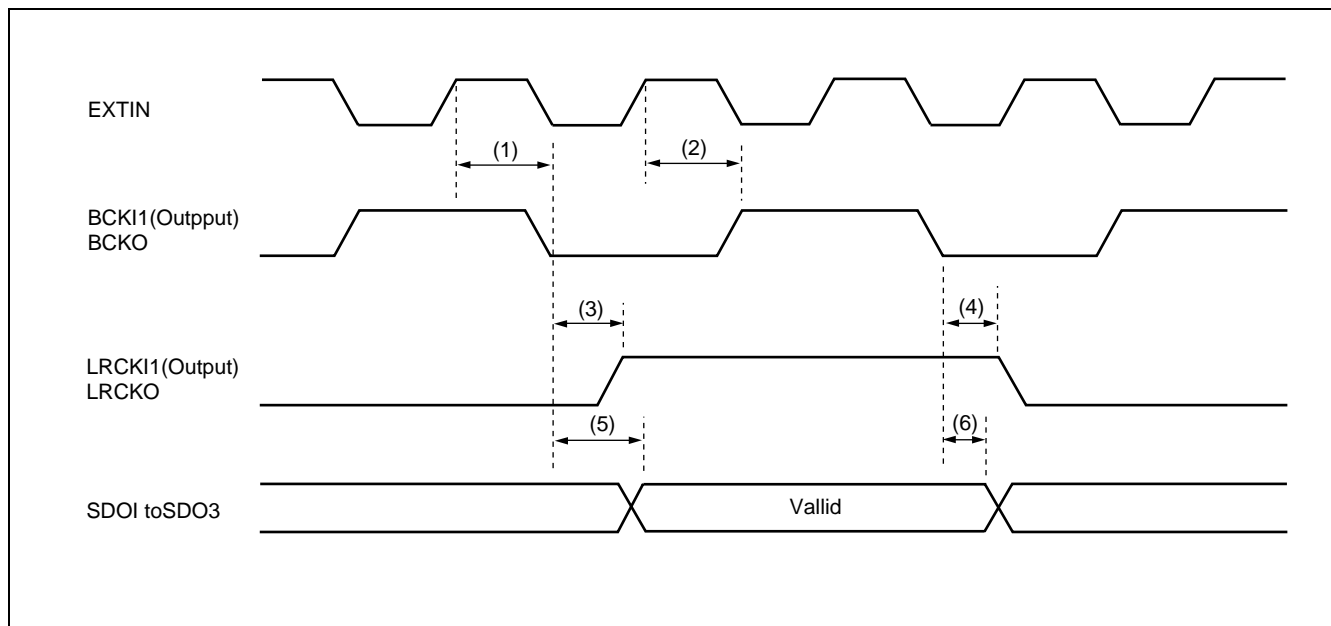 EXTIN
(1)
(2)
BCKI1(Outpput)
BCKO
(3)
(4)
LRCKI1(Output)
LRCKO
(5)
(6)
SDOI toSDO3
Vallid